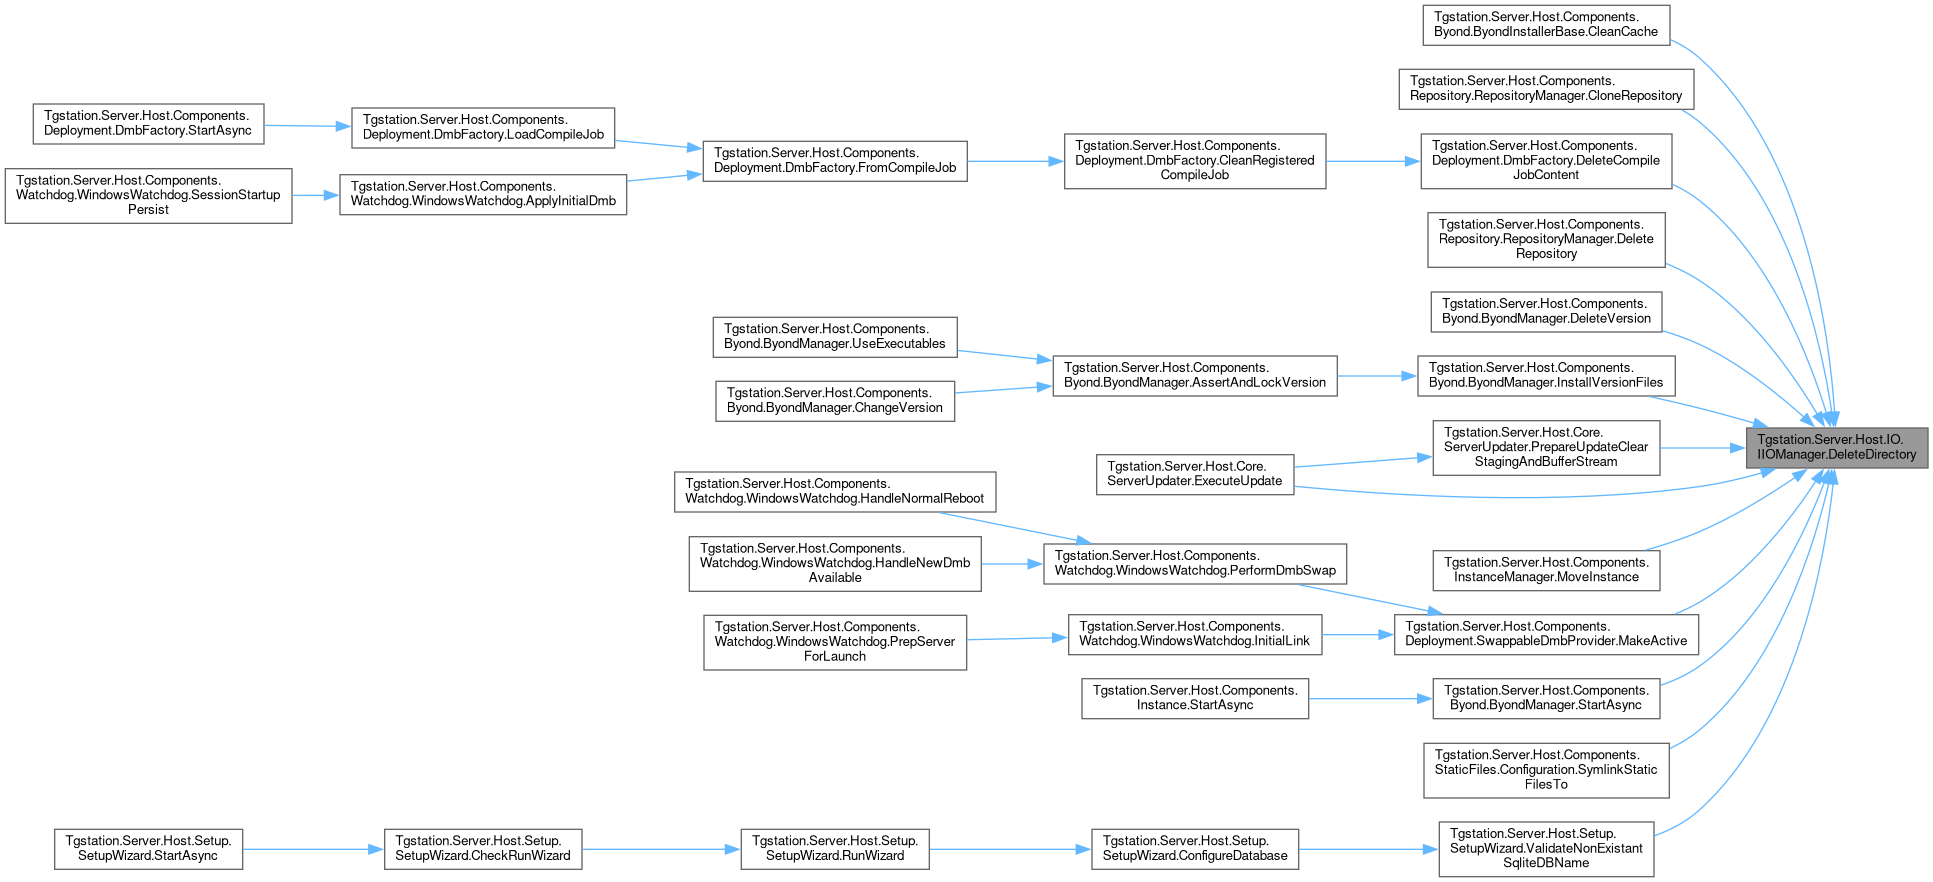 Tgstation.Server.Host.Components.
Byond.ByondInstallerBase.CleanCache
Tgstation.Server.Host.Components.
Repository.RepositoryManager.CloneRepository
Tgstation.Server.Host.Components.
Deployment.DmbFactory.StartAsync
Tgstation.Server.Host.Components.
Deployment.DmbFactory.LoadCompileJob
Tgstation.Server.Host.Components.
Deployment.DmbFactory.FromCompileJob
Tgstation.Server.Host.Components.
Deployment.DmbFactory.CleanRegistered
CompileJob
Tgstation.Server.Host.Components.
Deployment.DmbFactory.DeleteCompile
JobContent
Tgstation.Server.Host.Components.
Watchdog.WindowsWatchdog.SessionStartup
Persist
Tgstation.Server.Host.Components.
Watchdog.WindowsWatchdog.ApplyInitialDmb
Tgstation.Server.Host.Components.
Repository.RepositoryManager.Delete
Repository
Tgstation.Server.Host.Components.
Byond.ByondManager.DeleteVersion
Tgstation.Server.Host.Components.
Byond.ByondManager.UseExecutables
Tgstation.Server.Host.Components.
Byond.ByondManager.ChangeVersion
Tgstation.Server.Host.Components.
Byond.ByondManager.AssertAndLockVersion
Tgstation.Server.Host.Components.
Byond.ByondManager.InstallVersionFiles
Tgstation.Server.Host.Core.
ServerUpdater.PrepareUpdateClear
StagingAndBufferStream
Tgstation.Server.Host.IO.
IIOManager.DeleteDirectory
Tgstation.Server.Host.Core.
ServerUpdater.ExecuteUpdate
Tgstation.Server.Host.Components.
Watchdog.WindowsWatchdog.HandleNormalReboot
Tgstation.Server.Host.Components.
Watchdog.WindowsWatchdog.HandleNewDmb
Available
Tgstation.Server.Host.Components.
Watchdog.WindowsWatchdog.PerformDmbSwap
Tgstation.Server.Host.Components.
InstanceManager.MoveInstance
Tgstation.Server.Host.Components.
Watchdog.WindowsWatchdog.PrepServer
ForLaunch
Tgstation.Server.Host.Components.
Watchdog.WindowsWatchdog.InitialLink
Tgstation.Server.Host.Components.
Deployment.SwappableDmbProvider.MakeActive
Tgstation.Server.Host.Components.
Instance.StartAsync
Tgstation.Server.Host.Components.
Byond.ByondManager.StartAsync
Tgstation.Server.Host.Components.
StaticFiles.Configuration.SymlinkStatic
FilesTo
Tgstation.Server.Host.Setup.
SetupWizard.StartAsync
Tgstation.Server.Host.Setup.
SetupWizard.CheckRunWizard
Tgstation.Server.Host.Setup.
SetupWizard.RunWizard
Tgstation.Server.Host.Setup.
SetupWizard.ConfigureDatabase
Tgstation.Server.Host.Setup.
SetupWizard.ValidateNonExistant
SqliteDBName